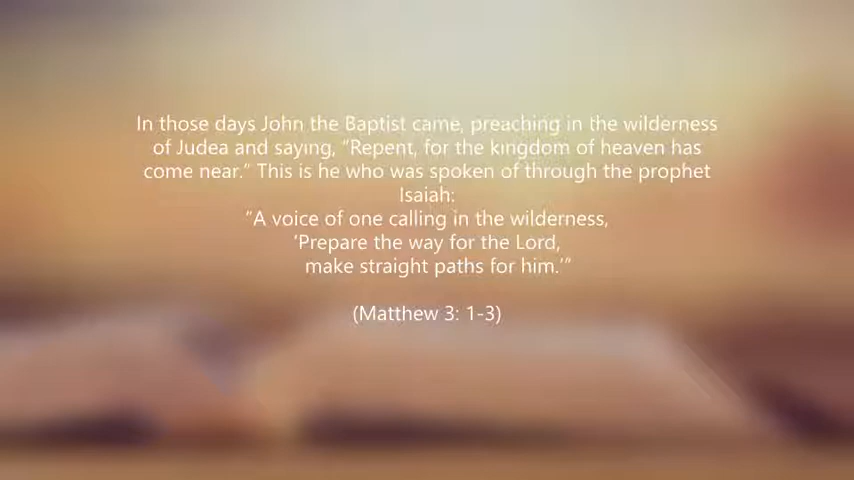 In those days John the Baptist came, preaching in the wilderness
of Judea and saying, “Repent, for the kingdom of heaven has
come near.” This is he who was spoken of through the prophet
Isaiah:
“A voice of one calling in the wilderness,
‘Prepare the way for the Lord,
make straight paths for him.’”
(Matthew 3: 1-3)